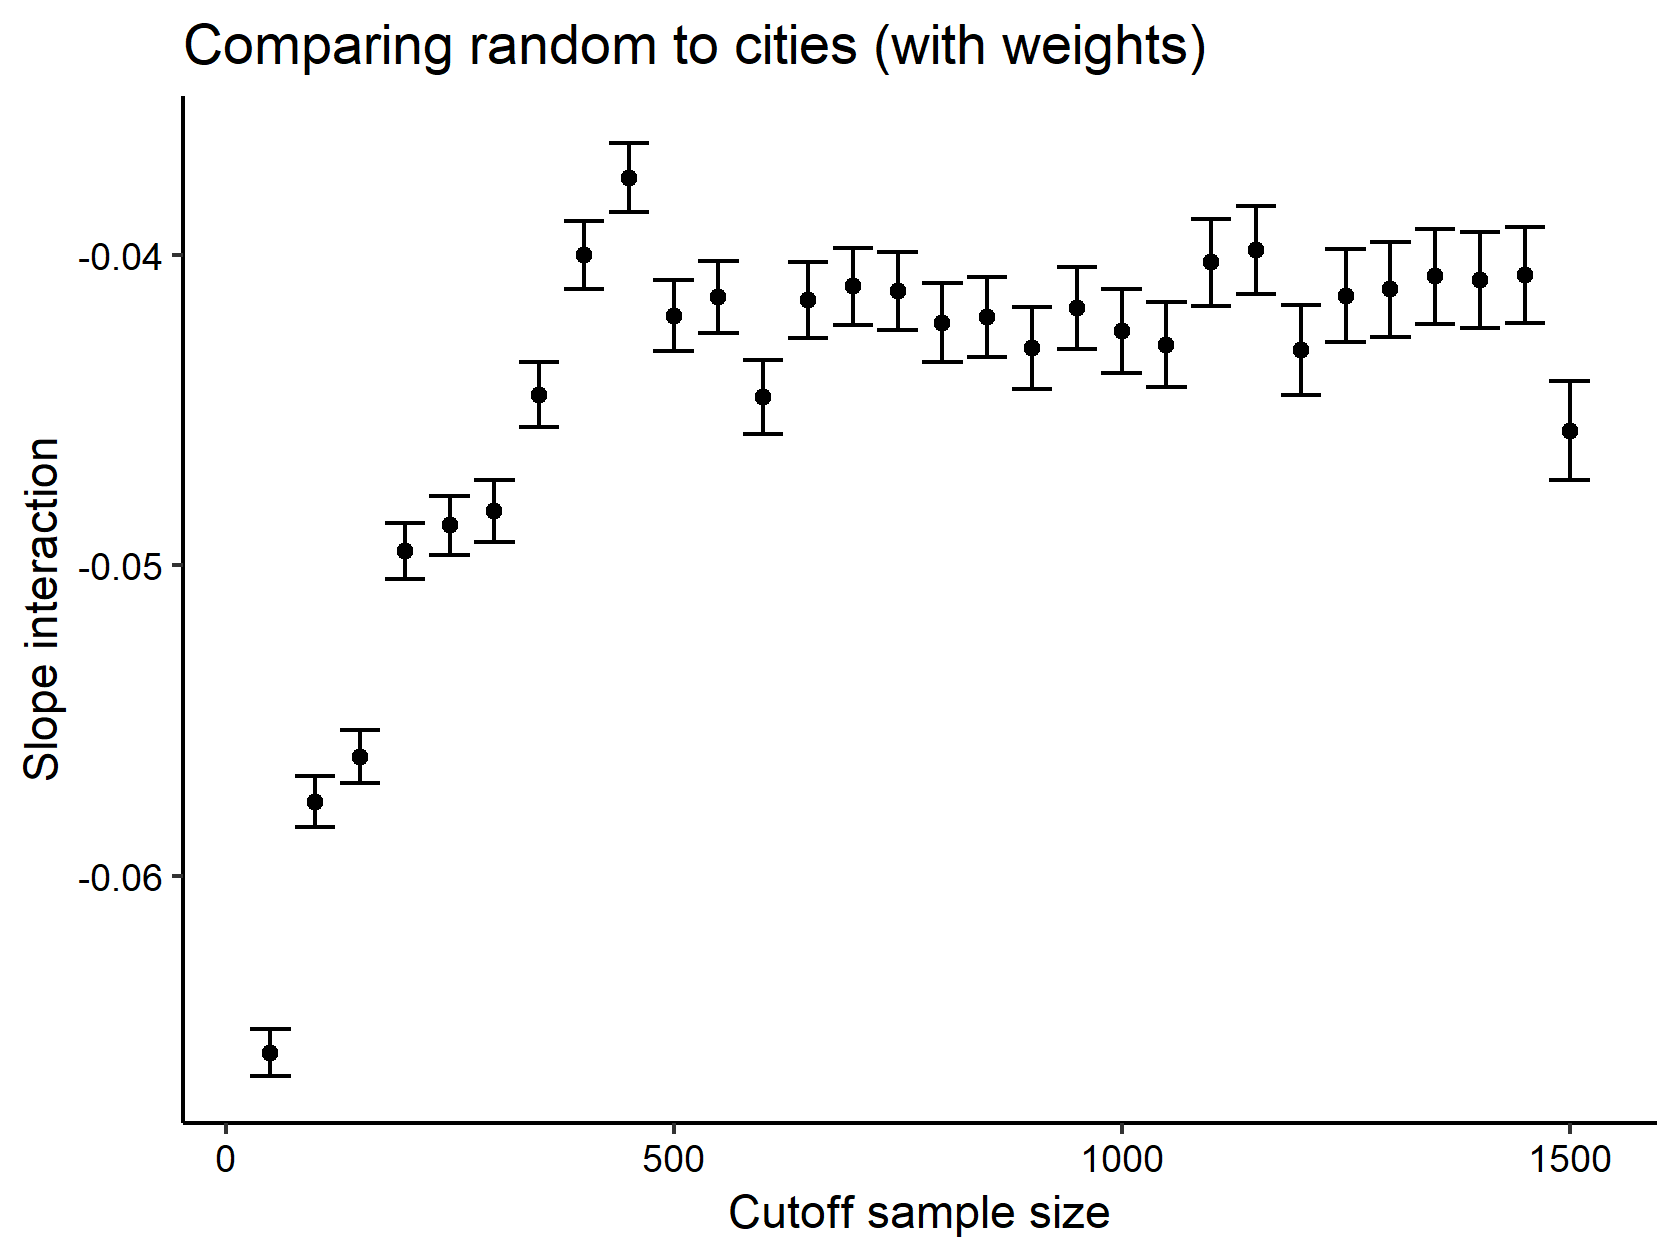 Comparing random to cities (with weights)
Slope interaction
-0.04
-0.05
-0.06
0 500 1000 1500
Cutoff sample size